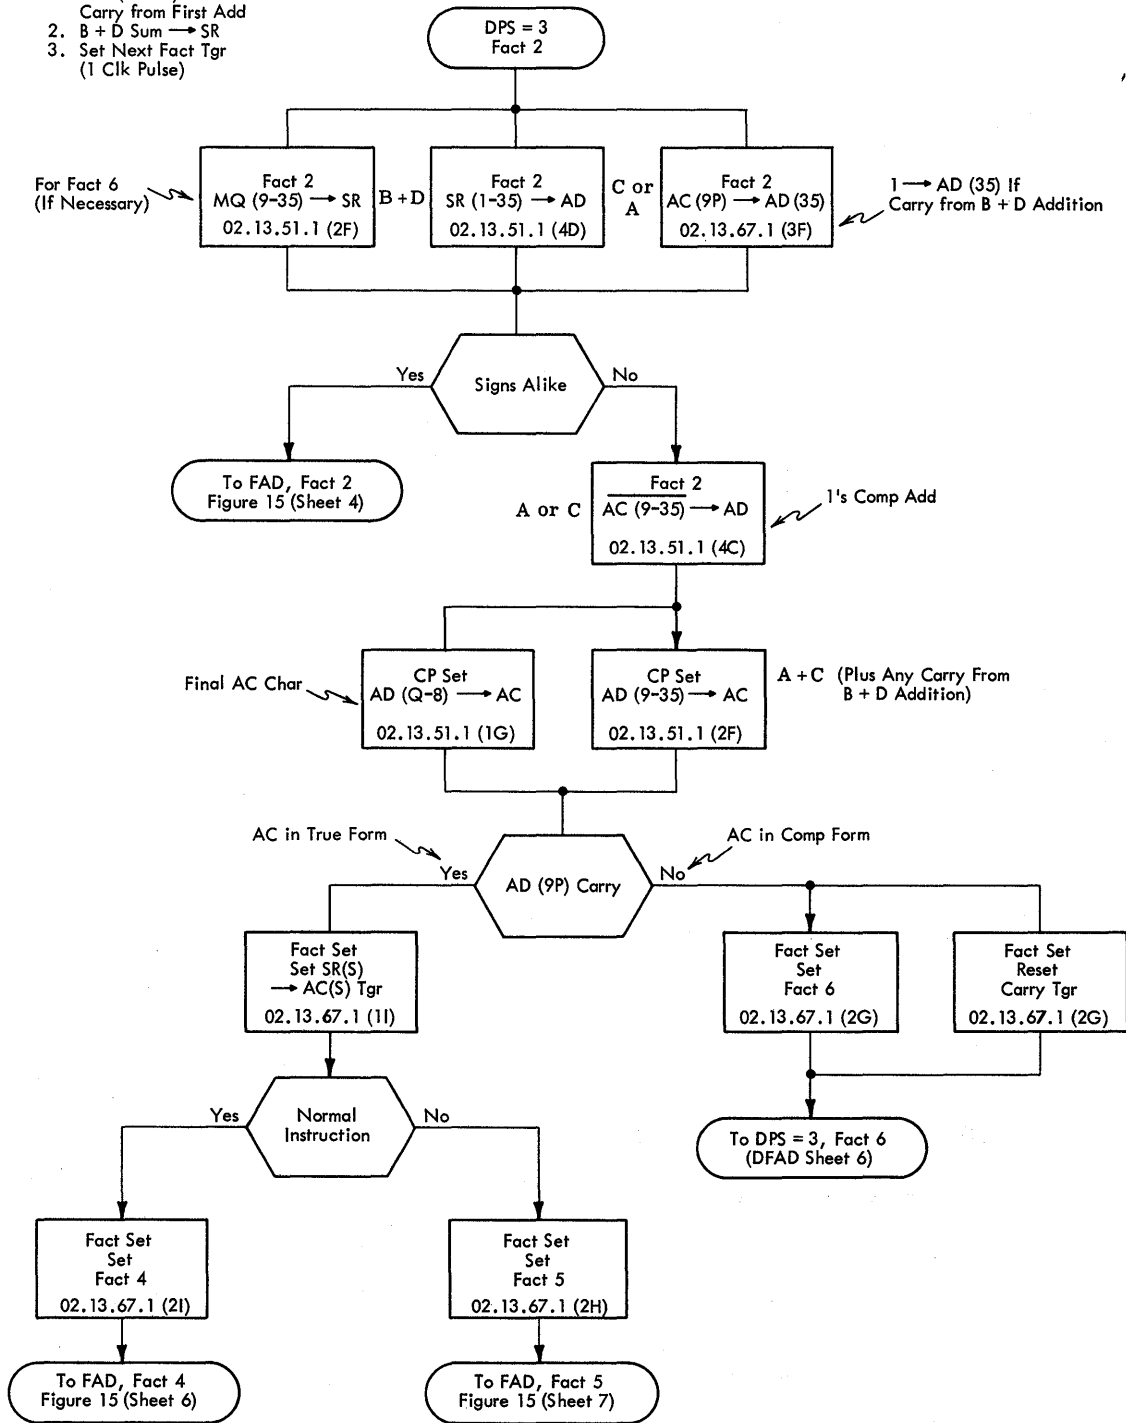 Carry from First Add
2. B + D Sum → SR
3. Set Next Fact Tgr
(1 Clk Pulse)
DPS = 3
Fact 2
For Fact 6
(If Necessary)
Fact 2
MQ (9-35) → SR
02.13.51.1 (2F)
B + D
Fact 2
SR (1-35) → AD
02.13.51.1 (4D)
C or
A
Fact 2
AC (9P) → AD (35)
02.13.67.1 (3F)
1 → AD (35) If
Carry from B + D Addition
Signs Alike
Yes
No
To FAD, Fact 2
Figure 15 (Sheet 4)
A or C
Fact 2
AC (9-35) → AD
02.13.51.1 (4C)
1's Comp Add
Final AC Char
CP Set
AD (Q-8) → AC
02.13.51.1 (1G)
CP Set
AD (9-35) → AC
02.13.51.1 (2F)
A + C (Plus Any Carry From
B + D Addition)
AC in True Form
AC in Comp Form
Yes
AD (9P) Carry
No
Fact Set
Set SR(S)
→ AC(S) Tgr
02.13.67.1 (1I)
Fact Set
Set
Fact 6
02.13.67.1 (2G)
Fact Set
Reset
Carry Tgr
02.13.67.1 (2G)
Yes
Normal
Instruction
No
To DPS = 3, Fact 6
(DFAD Sheet 6)
Fact Set
Set
Fact 4
02.13.67.1 (2I)
Fact Set
Set
Fact 5
02.13.67.1 (2H)
To FAD, Fact 4
Figure 15 (Sheet 6)
To FAD, Fact 5
Figure 15 (Sheet 7)